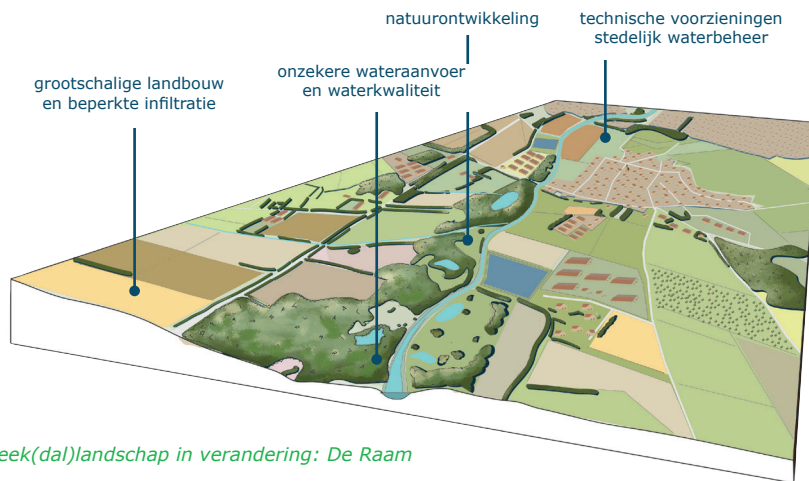 natuurontwikkeling
technische voorzieningen
stedelijk waterbeheer
grootschalige landbouw
en beperkte infiltratie
onzekere wateraanvoer
en waterkwaliteit
eek(dal)landschap in verandering: De Raam